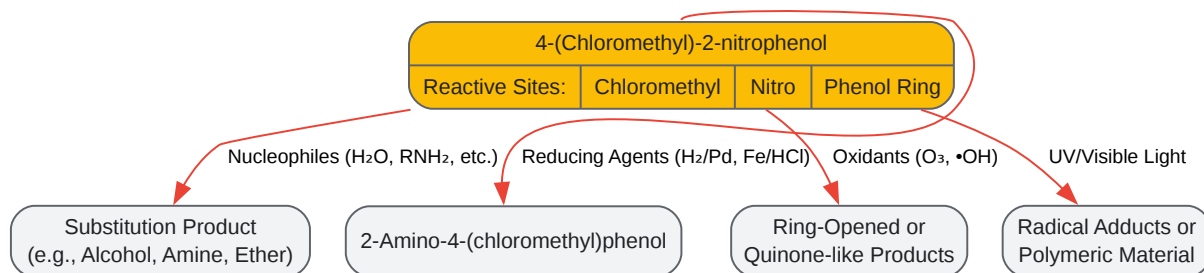 4-(Chloromethyl)-2-nitrophenol
Reactive Sites: Chloromethyl Nitro Phenol Ring
Nucleophiles (H₂O, RNH₂, etc.) Reducing Agents (H₂/Pd, Fe/HCl) Oxidants (O₃, •OH) UV/Visible Light
Substitution Product
(e.g., Alcohol, Amine, Ether)
2-Amino-4-(chloromethyl)phenol
Ring-Opened or
Quinone-like Products
Radical Adducts or
Polymeric Material